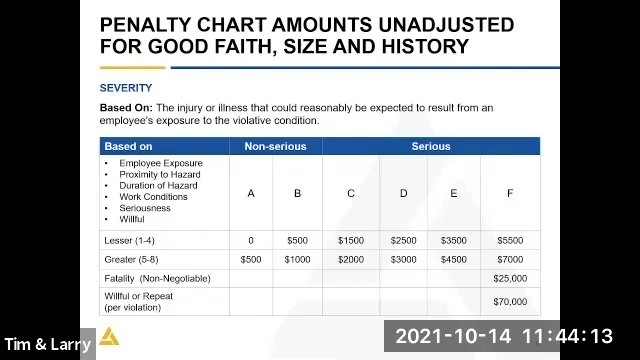 PENALTY CHART AMOUNTS UNADJUSTED
FOR GOOD FAITH, SIZE AND HISTORY
SEVERITY
Based On: The injury or illness that could reasonably be expected to result from an
employee's exposure to the violative condition.
Based on Non-serious Serious
• Employee Exposure
• Proximity to Hazard
• Duration of Hazard
• Work Conditions
• Seriousness
• Willful
A B C D E F
Lesser (1-4) 0 $500 $1500 $2500 $3500 $5500
Greater (5-8) $500 $1000 $2000 $3000 $4500 $7000
Fatality (Non-Negotiable) $25,000
Willful or Repeat
(per violation) $70,000
Tim & Larry
2021-10-14 11:44:13